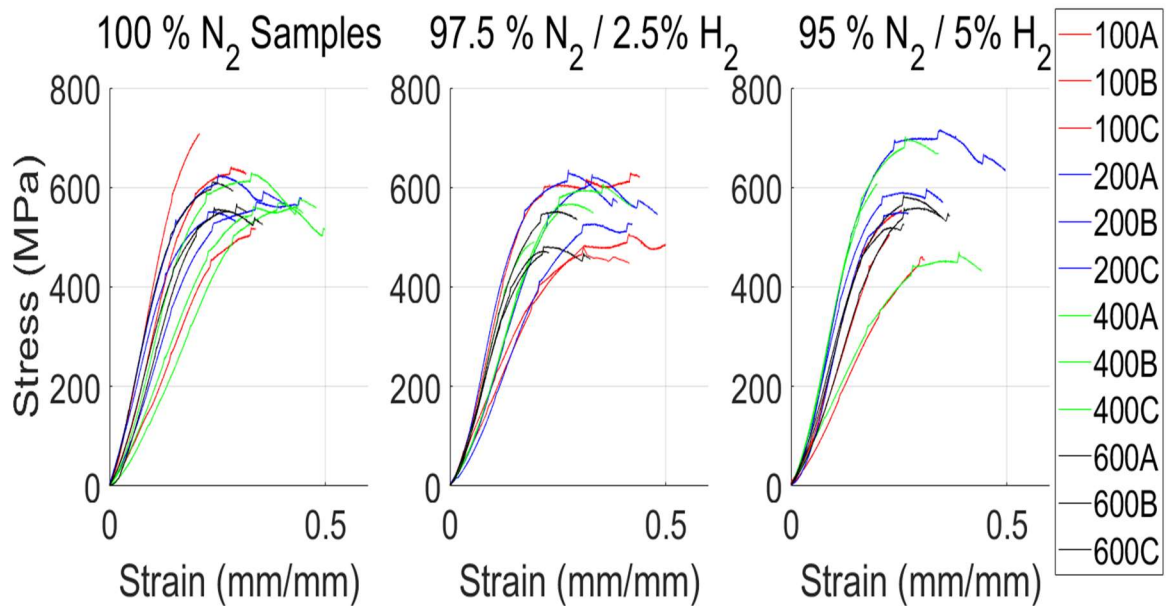 100 % N2 Samples
97.5 % N2 / 2.5% H2
95 % N2 / 5% H2
Stress (MPa)
800
600
400
200
0
0
0.5
Strain (mm/mm)
800
600
400
200
0
0
0.5
Strain (mm/mm)
800
600
400
200
0
0
0.5
Strain (mm/mm)
100A
100B
100C
200A
200B
200C
400A
400B
400C
600A
600B
600C